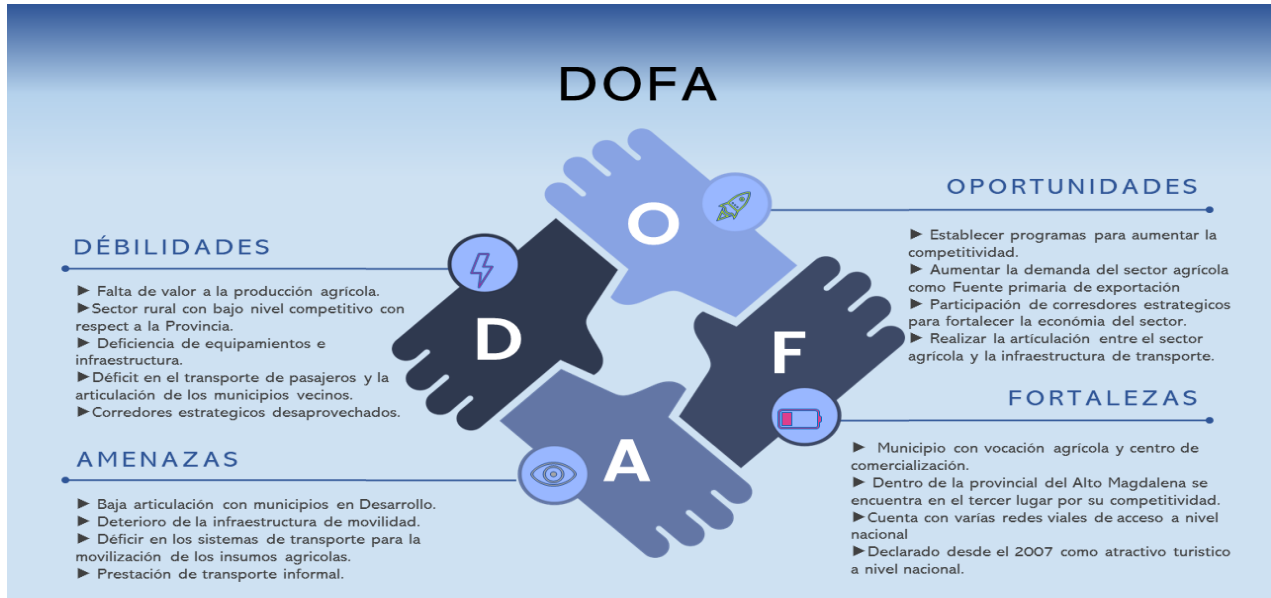 DOFA
O
D
F
A
DÉBILIDADES
► Falta de valor a la producción agrícola.
►Sector rural con bajo nivel competitivo con
respect a la Provincia.
► Deficiencia de equipamientos e
infraestructura.
►Déficit en el transporte de pasajeros y la
articulación de los municipios vecinos.
►Corredores estrategicos desaprovechados.
AMENAZAS
► Baja articulación con municipios en Desarrollo.
► Deterioro de la infraestructura de movilidad.
► Déficir en los sistemas de transporte para la
movilización de los insumos agricolas.
► Prestación de transporte informal.
OPORTUNIDADES
► Establecer programas para aumentar la
competitividad.
► Aumentar la demanda del sector agrícola
como Fuente primaria de exportación
► Participación de corresdores estrategicos
para fortalecer la económia del sector.
► Realizar la artículación entre el sector
agrícola y la infraestructura de transporte.
FORTALEZAS
► Municipio con vocación agrícola y centro de
comercialización.
► Dentro de la provincial del Alto Magdalena se
encuentra en el tercer lugar por su competitividad.
►Cuenta con varías redes viales de acceso a nivel
nacional
►Declarado desde el 2007 como atractivo turistico
a nivel nacional.